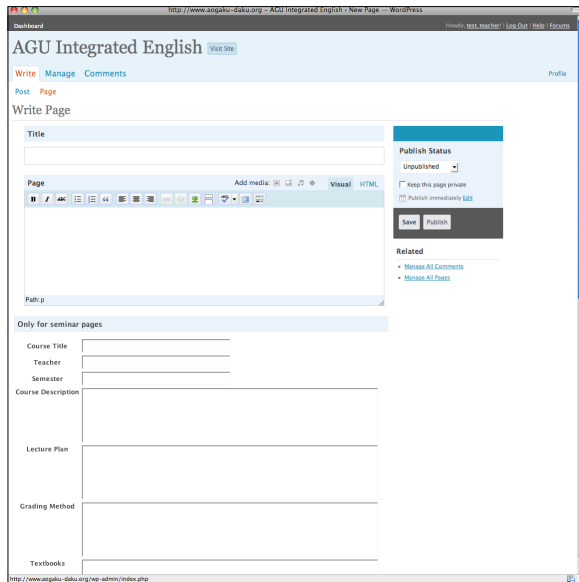 http://www.aogaku-daku.org – AGU Integrated English › New Page — WordPress
Dashboard
Howdy, test_teacher! | Log Out | Help | Forums
AGU Integrated English Visit Site
Write Manage Comments
Profile
Post Page
Write Page
Title
Page
Add media:
Visual HTML
B I ABC
Path: p
Publish Status
Unpublished
Keep this page private
Publish immediately Edit
Save Publish
Related
Manage All Comments
Manage All Pages
Only for seminar pages
Course Title
Teacher
Semester
Course Description
Lecture Plan
Grading Method
Textbooks
http://www.aogaku-daku.org/wp-admin/index.php